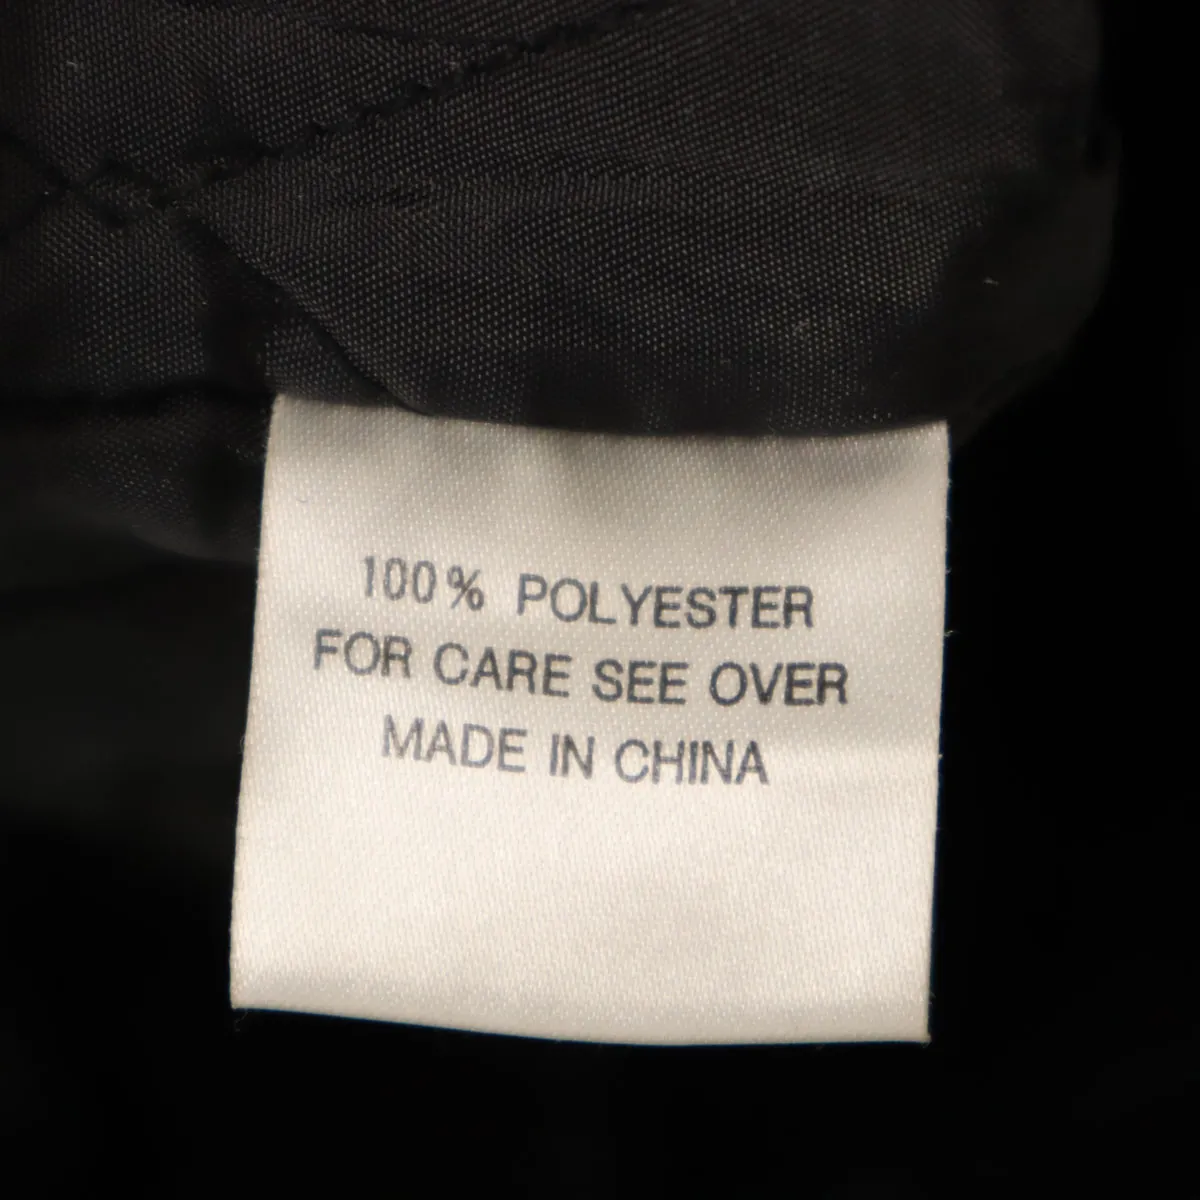 100% POLYESTER
FOR CARE SEE OVER
MADE IN CHINA